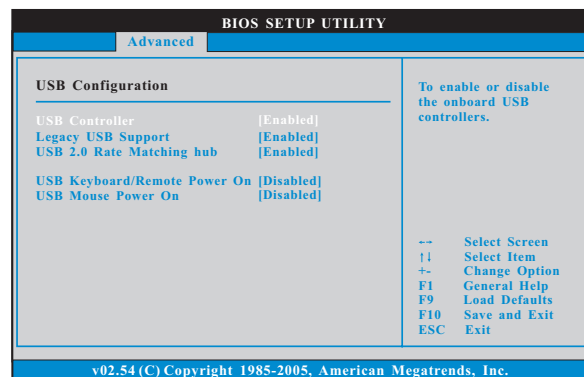 BIOS SETUP UTILITY
Advanced
USB Configuration
USB Controller [Enabled]
Legacy USB Support [Enabled]
USB 2.0 Rate Matching hub [Enabled]
USB Keyboard/Remote Power On [Disabled]
USB Mouse Power On [Disabled]
To enable or disable
the onboard USB
controllers.
←→ Select Screen
↑↓ Select Item
+- Change Option
F1 General Help
F9 Load Defaults
F10 Save and Exit
ESC Exit
v02.54 (C) Copyright 1985-2005, American Megatrends, Inc.